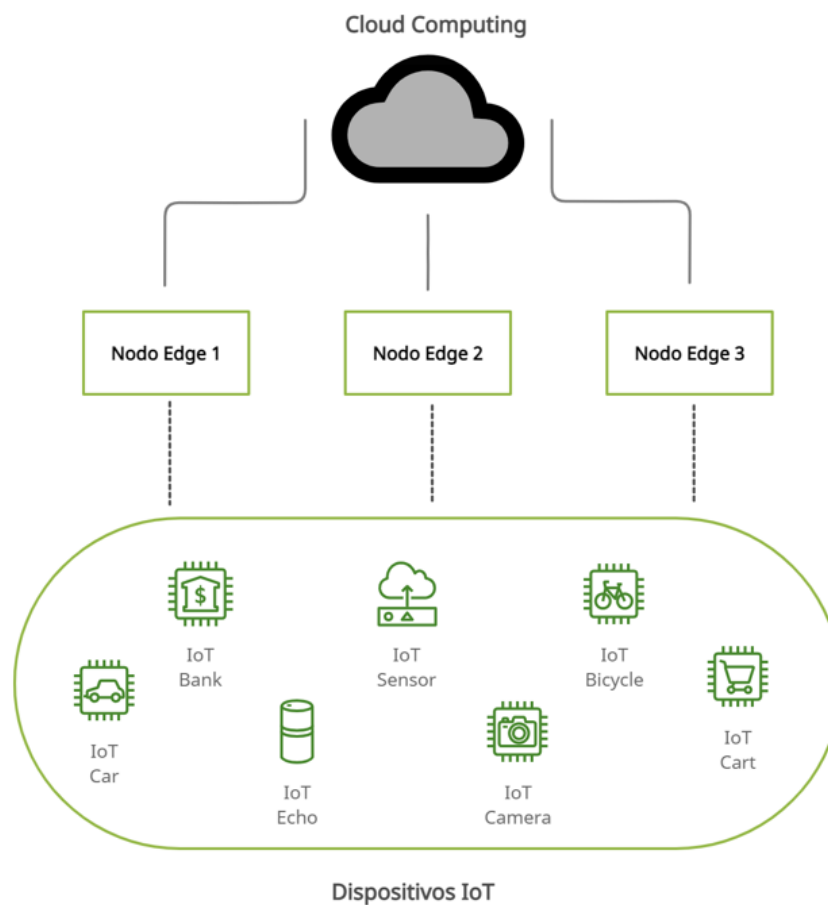 Cloud Computing
Nodo Edge 1
Nodo Edge 2
Nodo Edge 3
$
IoT
Bank
IoT
Sensor
IoT
Bicycle
IoT
Car
IoT
Echo
IoT
Camera
IoT
Cart
Dispositivos IoT